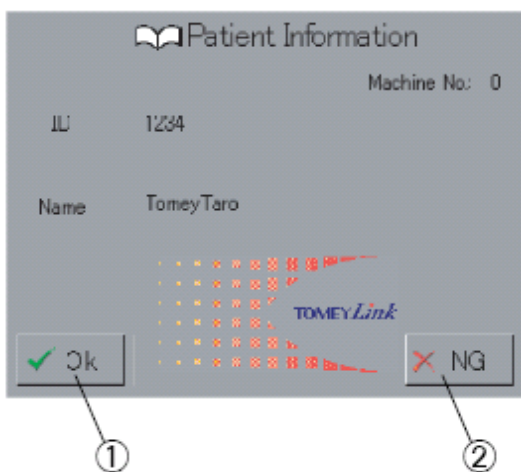 Patient Information
Machine No.: 0
ID 1234
Name TomeyTaro
TOMEYLink
Ok NG
① ②